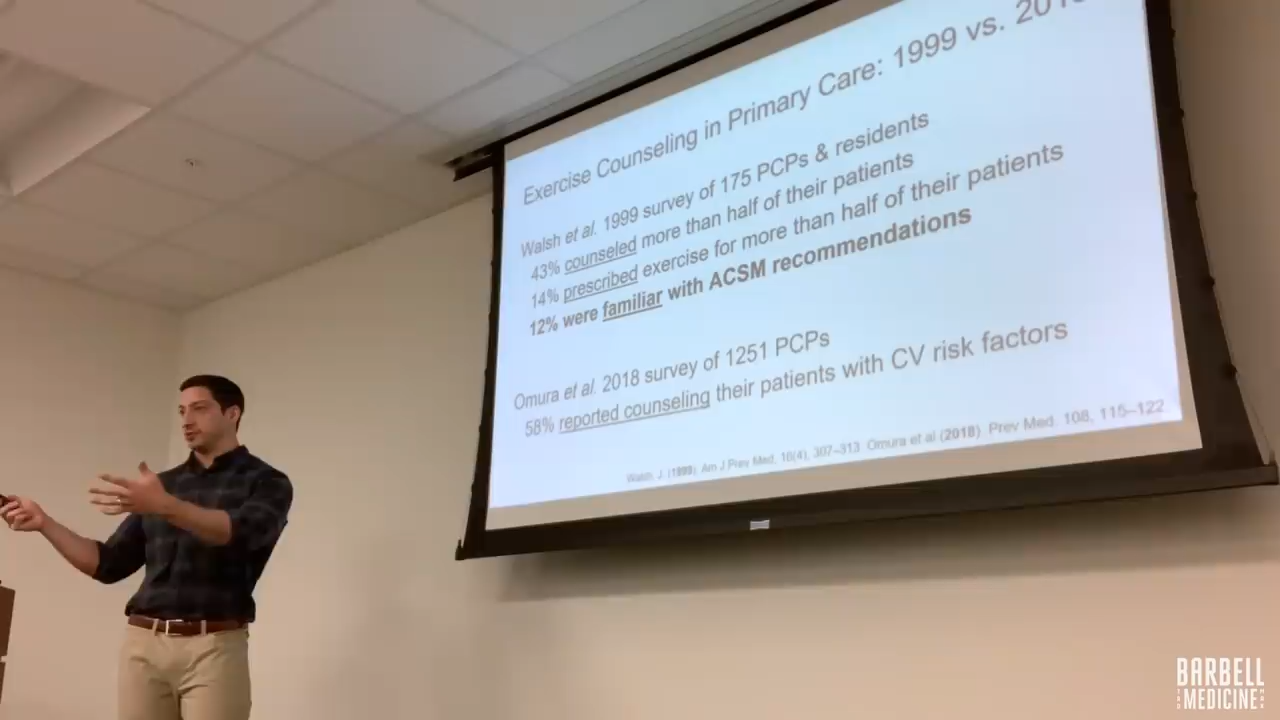 Exercise Counseling in Primary Care: 1999 vs.
Walsh et al. 1999 survey of 175 PCPs & residents
43% counseled more than half of their patients
14% prescribed exercise for more than half of their patients
12% were familiar with ACSM recommendations
Omura et al. 2018 survey of 1251 PCPs
58% reported counseling their patients with CV risk factors
Walsh, J. (1999). Am J Prev Med, 16(4), 307–313. Omura et al (2018). Prev Med. 108, 115–122
BARBELL
MEDICINE